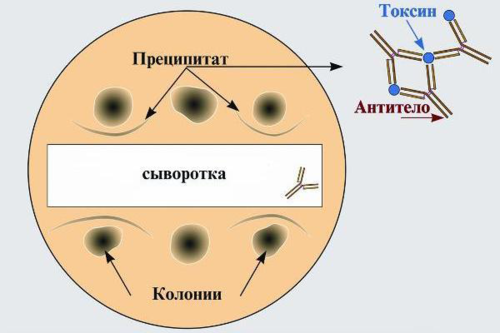 Токсин
Преципитат
Антитело
сыворотка
Колонии